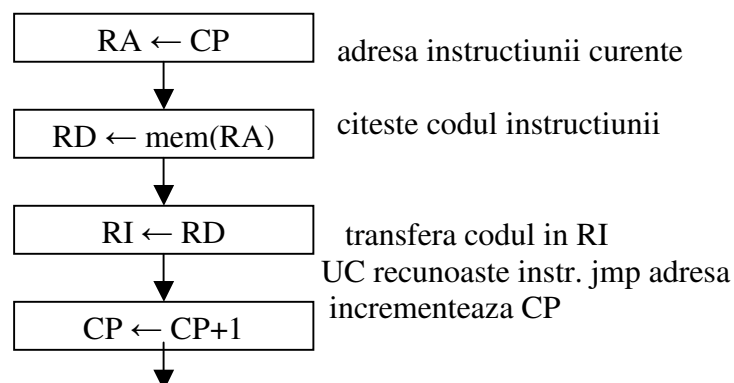 RA ← CP
adresa instructiunii curente
RD ← mem(RA)
citeste codul instructiunii
RI ← RD
transfera codul in RI
UC recunoaste instr. jmp adresa
incrementeaza CP
CP ← CP+1